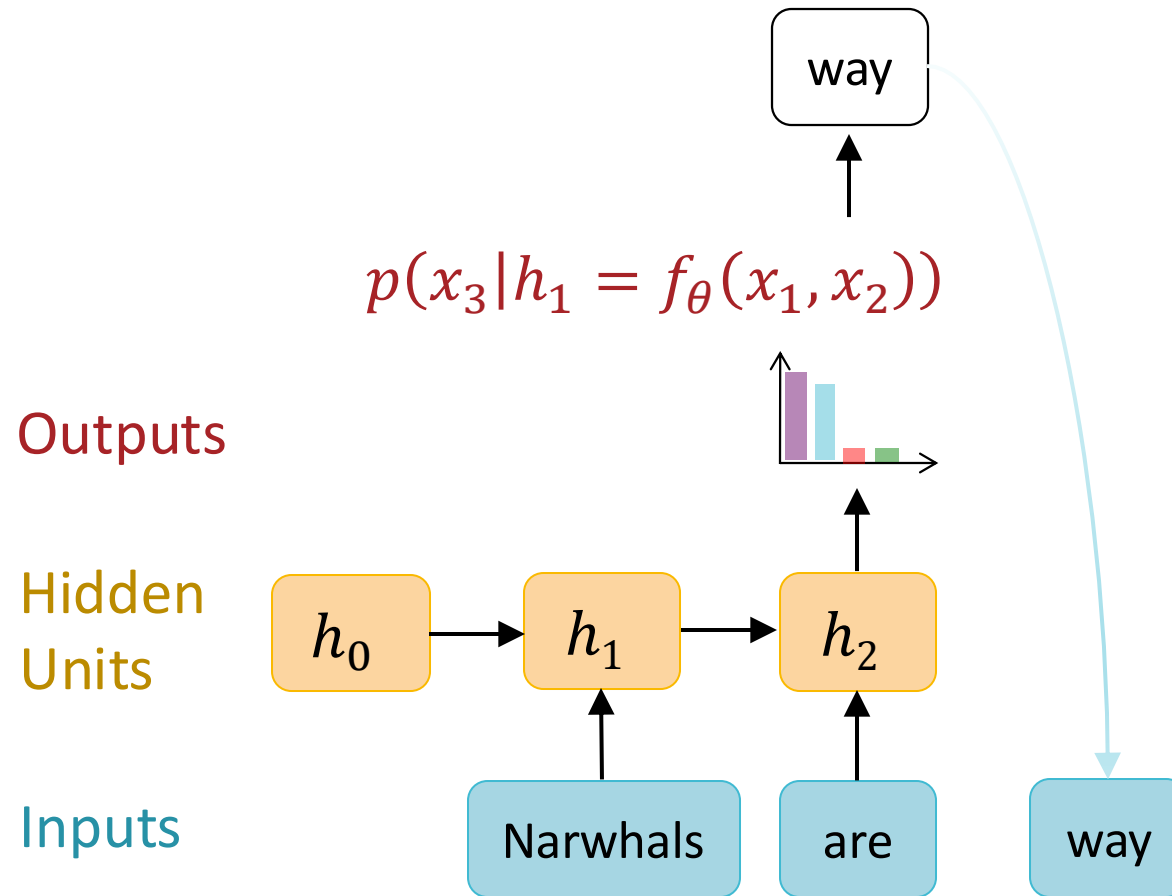 way
p(x₃|h₁ = f_θ(x₁, x₂))
Outputs
Hidden
Units
h₀
h₁
h₂
Inputs
Narwhals
are
way